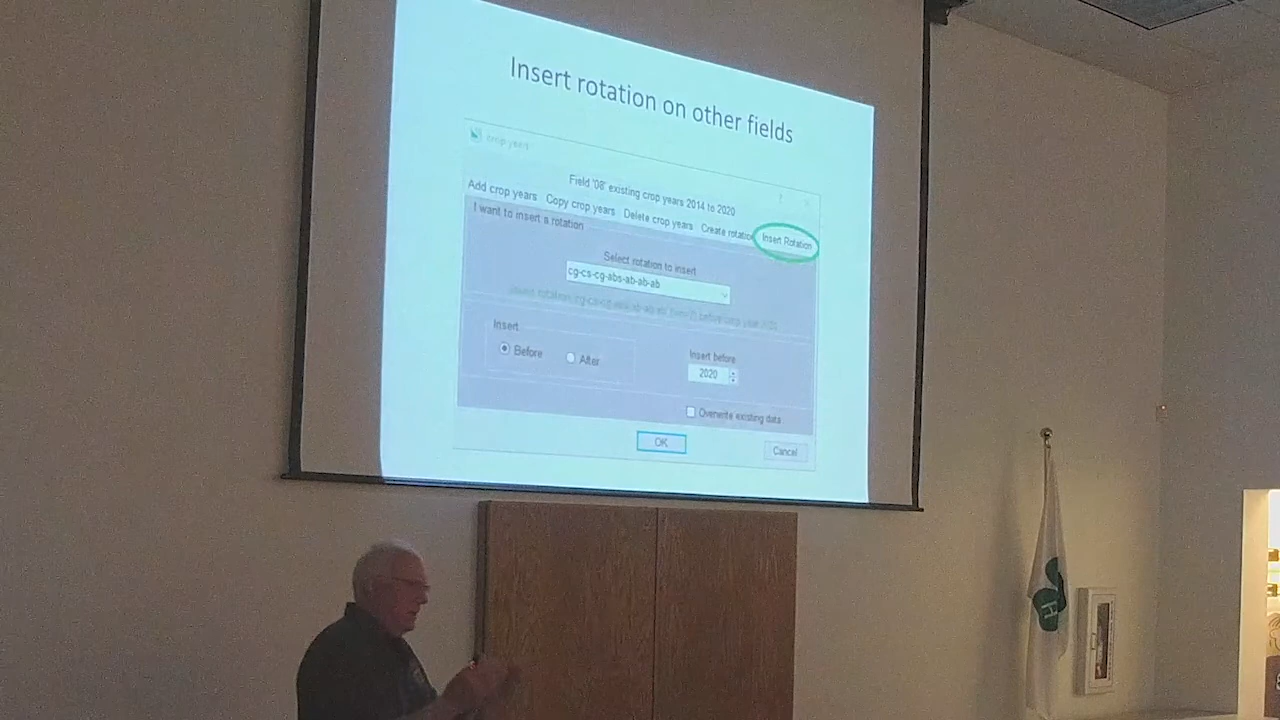 Insert rotation on other fields
crop years
Field '08' existing crop years 2014 to 2020
Add crop years Copy crop years Delete crop years Create rotation Insert Rotation
I want to insert a rotation
Select rotation to insert
cg-cs-cg-abs-ab-ab-ab
Insert
Before After
Insert before
2020
Overwrite existing data
OK
Cancel
H